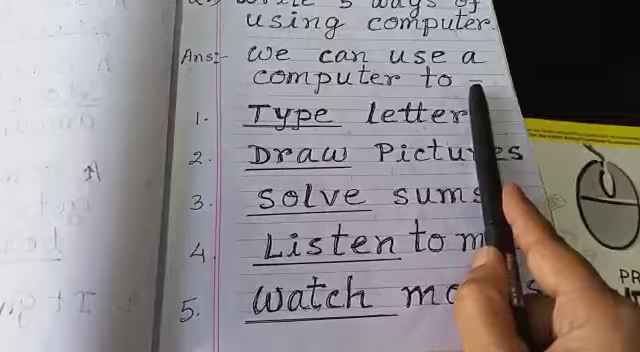 using computer.
Ans:- We can use a
computer to -
1. Type letter
2. Draw Pictures
3. Solve sums
4. Listen to
5. Watch